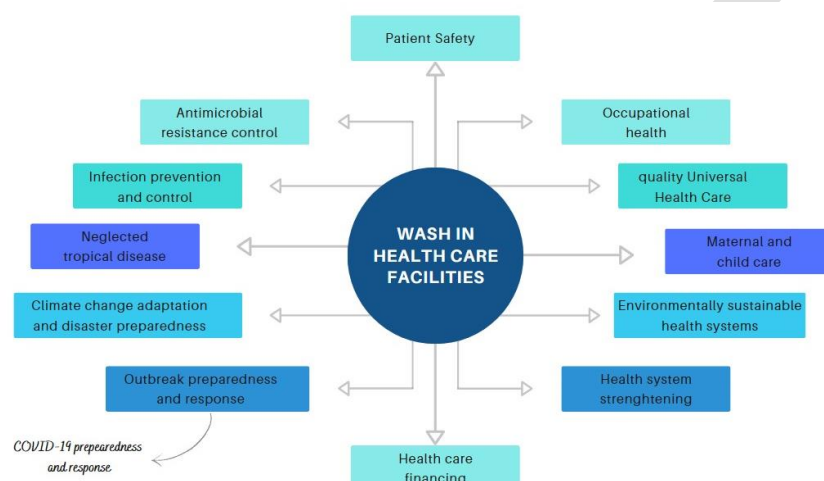 Patient Safety
Antimicrobial
resistance control
Occupational
health
Infection prevention
and control
quality Universal
Health Care
WASH IN
HEALTH CARE
FACILITIES
Neglected
tropical disease
Maternal and
child care
Climate change adaptation
and disaster preparedness
Environmentally sustainable
health systems
Outbreak preparedness
and response
Health system
strenghtening
COVID-19 prepearedness
and response
Health care
financing